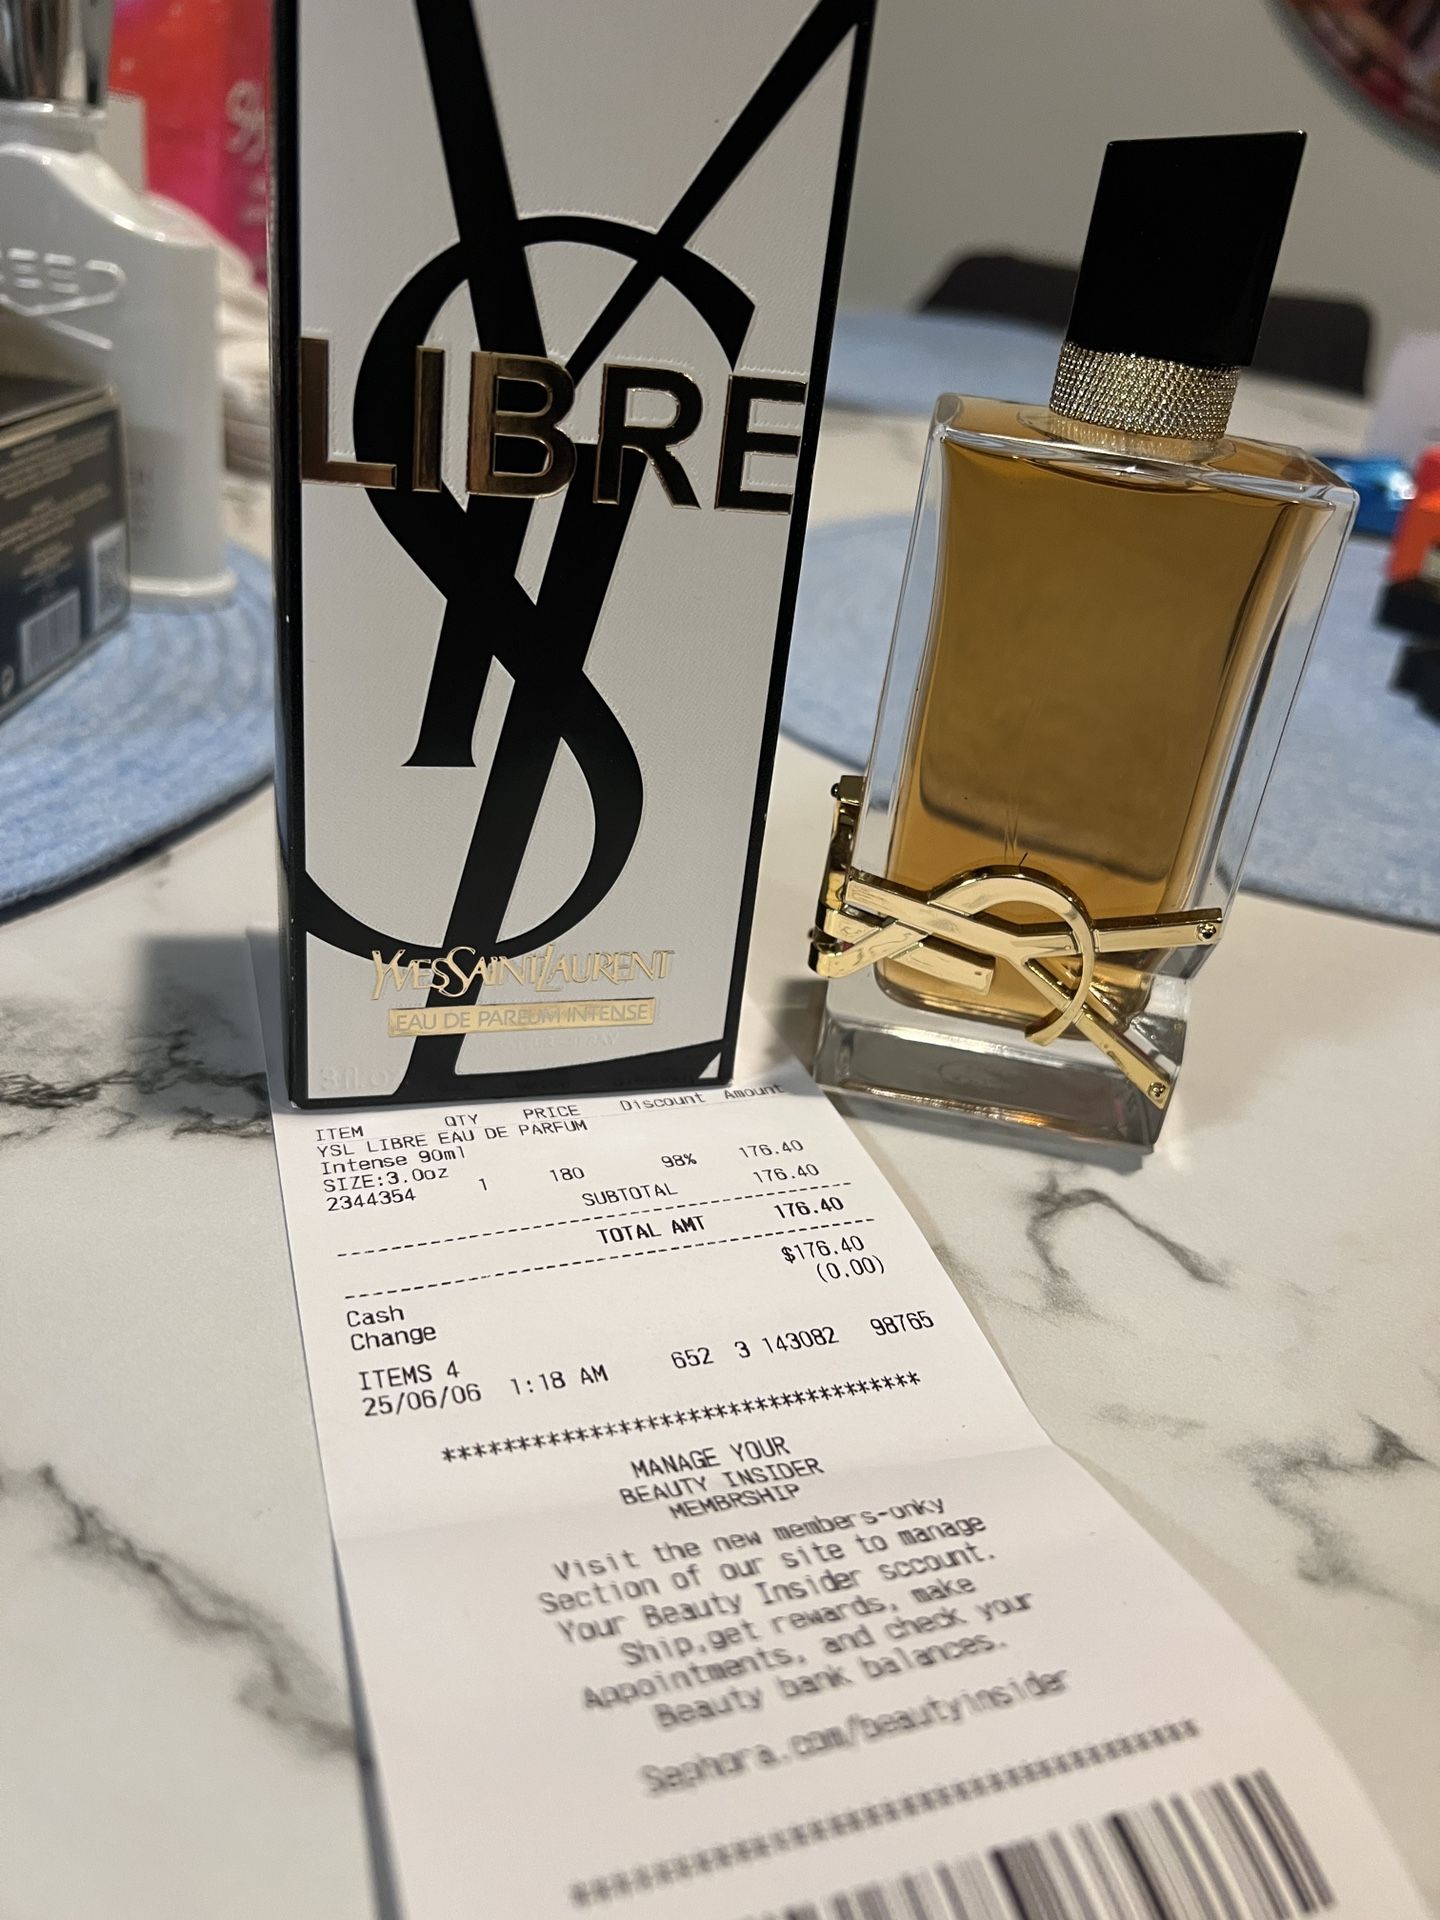 LIBRE
YSL
YVESSAINTLAURENT
EAU DE PARFUM INTENSE
ITEM QTY PRICE Discount Amount
YSL LIBRE EAU DE PARFUM
Intense 90ml
SIZE:3.0oz 1 180 98% 176.40
2344354 SUBTOTAL 176.40
TOTAL AMT 176.40
$176.40
Cash (0.00)
Change
ITEMS 4 652 3 143082 98765
25/06/06 1:18 AM
***********************************
MANAGE YOUR
BEAUTY INSIDER
MEMBRSHIP
Visit the new members-onky
Section of our site to manage
Your Beauty Insider sccount.
Ship,get rewards, make
Appointments, and check your
Beauty bank balances.
Sephora.com/beautyinsider
***********************************